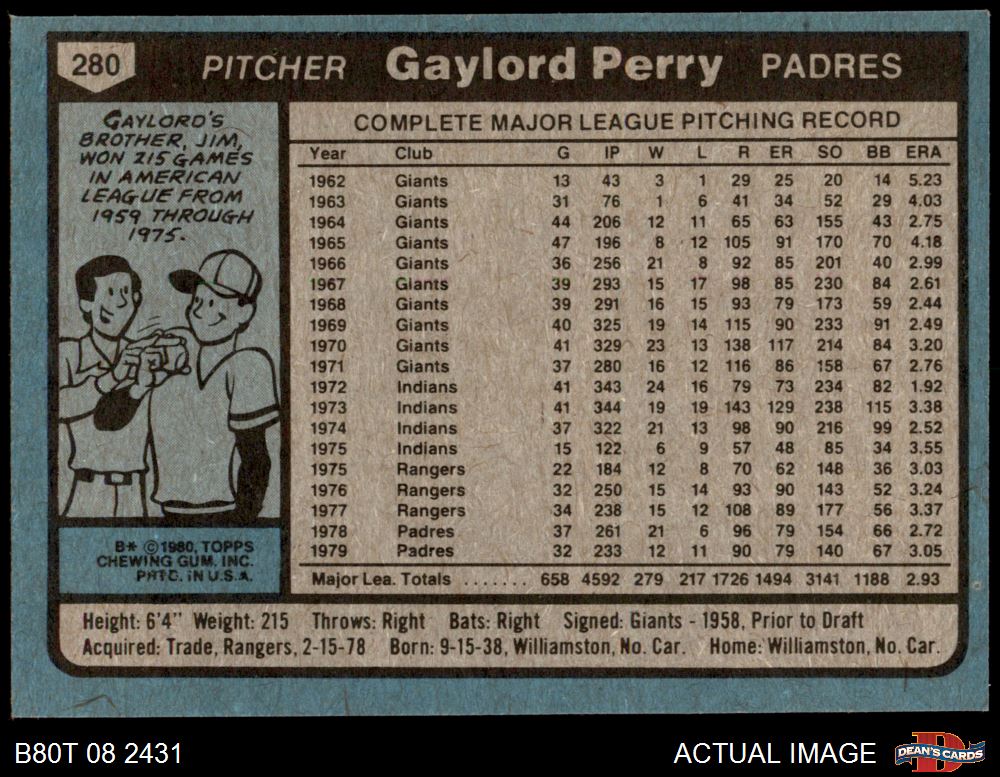 280 PITCHER Gaylord Perry PADRES
GAYLORD'S
BROTHER, JIM,
WON 215 GAMES
IN AMERICAN
LEAGUE FROM
1959 THROUGH
1975.
COMPLETE MAJOR LEAGUE PITCHING RECORD
Year Club G IP W L R ER SO BB ERA
1962 Giants 13 43 3 1 29 25 20 14 5.23
1963 Giants 31 76 1 6 41 34 52 29 4.03
1964 Giants 44 206 12 11 65 63 155 43 2.75
1965 Giants 47 196 8 12 105 91 170 70 4.18
1966 Giants 36 256 21 8 92 85 201 40 2.99
1967 Giants 39 293 15 17 98 85 230 84 2.61
1968 Giants 39 291 16 15 93 79 173 59 2.44
1969 Giants 40 325 19 14 115 90 233 91 2.49
1970 Giants 41 329 23 13 138 117 214 84 3.20
1971 Giants 37 280 16 12 116 86 158 67 2.76
1972 Indians 41 343 24 16 79 73 234 82 1.92
1973 Indians 41 344 19 19 143 129 238 115 3.38
1974 Indians 37 322 21 13 98 90 216 99 2.52
1975 Indians 15 122 6 9 57 48 85 34 3.55
1975 Rangers 22 184 12 8 70 62 148 36 3.03
1976 Rangers 32 250 15 14 93 90 143 52 3.24
1977 Rangers 34 238 15 12 108 89 177 56 3.37
1978 Padres 37 261 21 6 96 79 154 66 2.72
1979 Padres 32 233 12 11 90 79 140 67 3.05
Major Lea. Totals ....... 658 4592 279 217 1726 1494 3141 1188 2.93
B* ©1980, TOPPS
CHEWING GUM, INC.
PRTD. IN U.S.A.
Height: 6'4" Weight: 215 Throws: Right Bats: Right Signed: Giants - 1958, Prior to Draft
Acquired: Trade, Rangers, 2-15-78 Born: 9-15-38, Williamston, No. Car. Home: Williamston, No. Car.
B80T 08 2431
ACTUAL IMAGE
D
DEAN'S CARDS